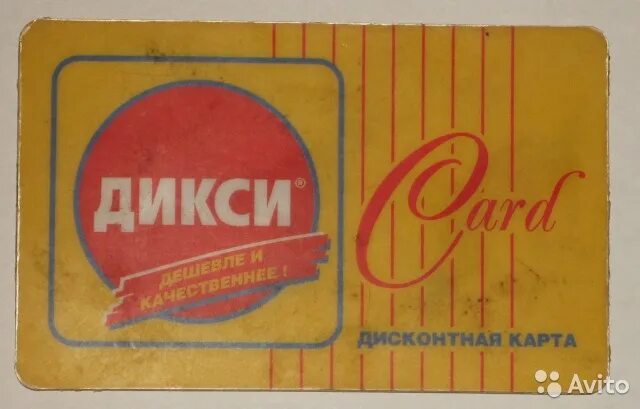 ДИКСИ®
ДЕШЕВЛЕ И
КАЧЕСТВЕННЕЕ!
Card
ДИСКОНТНАЯ КАРТА
Avito